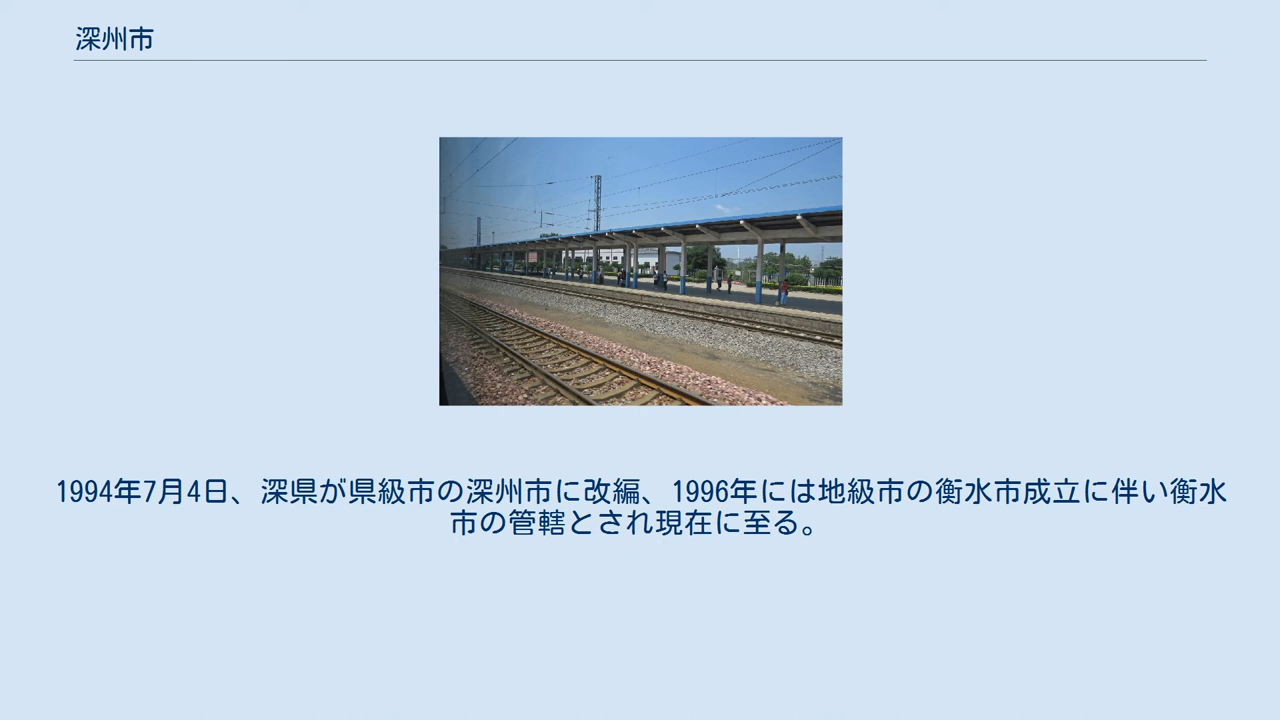 深州市
1994年7月4日、深県が県級市の深州市に改編、1996年には地級市の衡水市成立に伴い衡水
市の管轄とされ現在に至る。